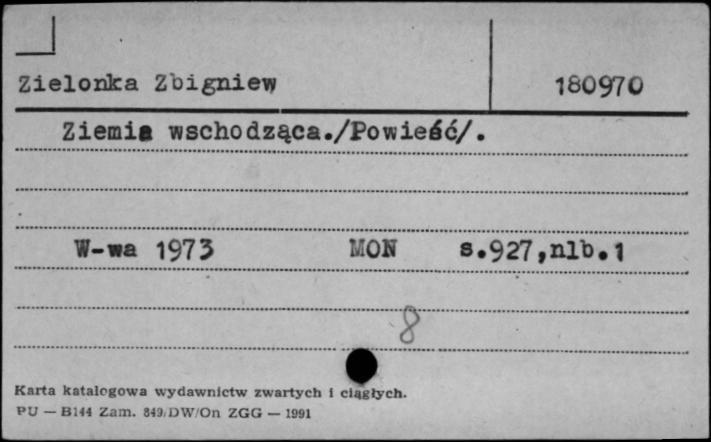 Zielonka Zbigniew 180970
Ziemia wschodząca./Powieść/.
W-wa 1973 MON s.927,nlb.1
8
Karta katalogowa wydawnictw zwartych i ciągłych.
PU — B144 Zam. 849/DW/On ZGG — 1991